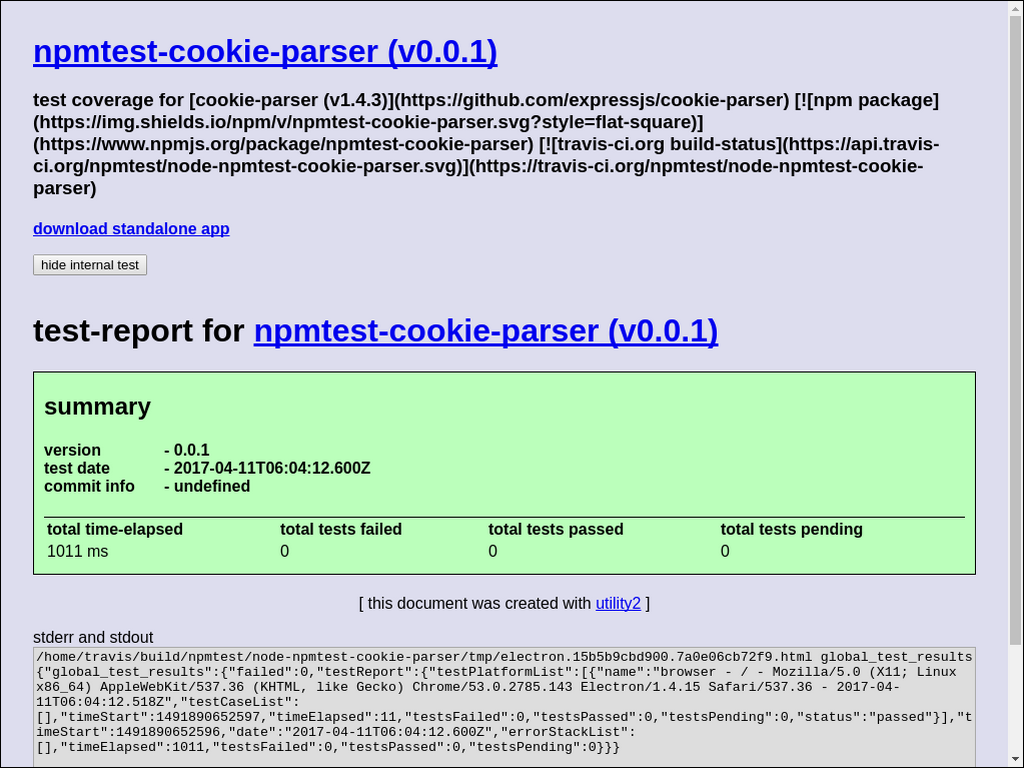 npmtest-cookie-parser (v0.0.1)
test coverage for [cookie-parser (v1.4.3)](https://github.com/expressjs/cookie-parser) [![npm package]
(https://img.shields.io/npm/v/npmtest-cookie-parser.svg?style=flat-square)]
(https://www.npmjs.org/package/npmtest-cookie-parser) [![travis-ci.org build-status](https://api.travis-
ci.org/npmtest/node-npmtest-cookie-parser.svg)](https://travis-ci.org/npmtest/node-npmtest-cookie-
parser)
download standalone app
hide internal test
test-report for npmtest-cookie-parser (v0.0.1)
summary
version - 0.0.1
test date - 2017-04-11T06:04:12.600Z
commit info - undefined
total time-elapsed total tests failed total tests passed total tests pending
1011 ms 0 0 0
[ this document was created with utility2 ]
stderr and stdout
/home/travis/build/npmtest/node-npmtest-cookie-parser/tmp/electron.15b5b9cbd900.7a0e06cb72f9.html global_test_results
{"global_test_results":{"failed":0,"testReport":{"testPlatformList":[{"name":"browser - / - Mozilla/5.0 (X11; Linux
x86_64) AppleWebKit/537.36 (KHTML, like Gecko) Chrome/53.0.2785.143 Electron/1.4.15 Safari/537.36 - 2017-04-
11T06:04:12.518Z","testCaseList":
[],"timeStart":1491890652597,"timeElapsed":11,"testsFailed":0,"testsPassed":0,"testsPending":0,"status":"passed"}],"t
imeStart":1491890652596,"date":"2017-04-11T06:04:12.600Z","errorStackList":
[],"timeElapsed":1011,"testsFailed":0,"testsPassed":0,"testsPending":0}}}